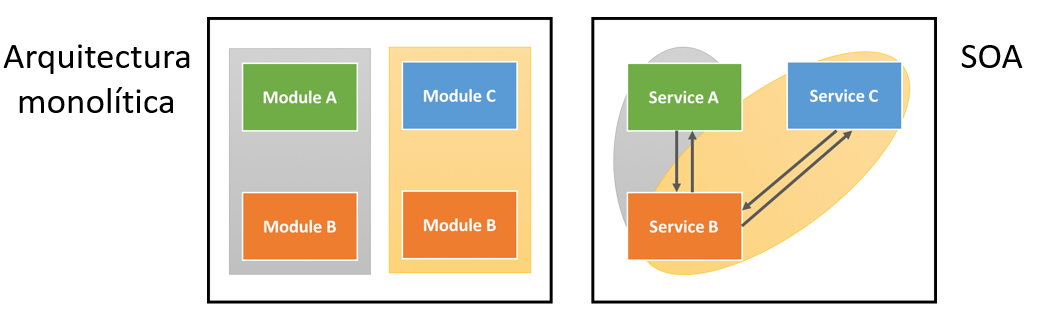 Arquitectura
monolítica
Module A
Module C
Module B
Module B
Service A
Service C
Service B
SOA